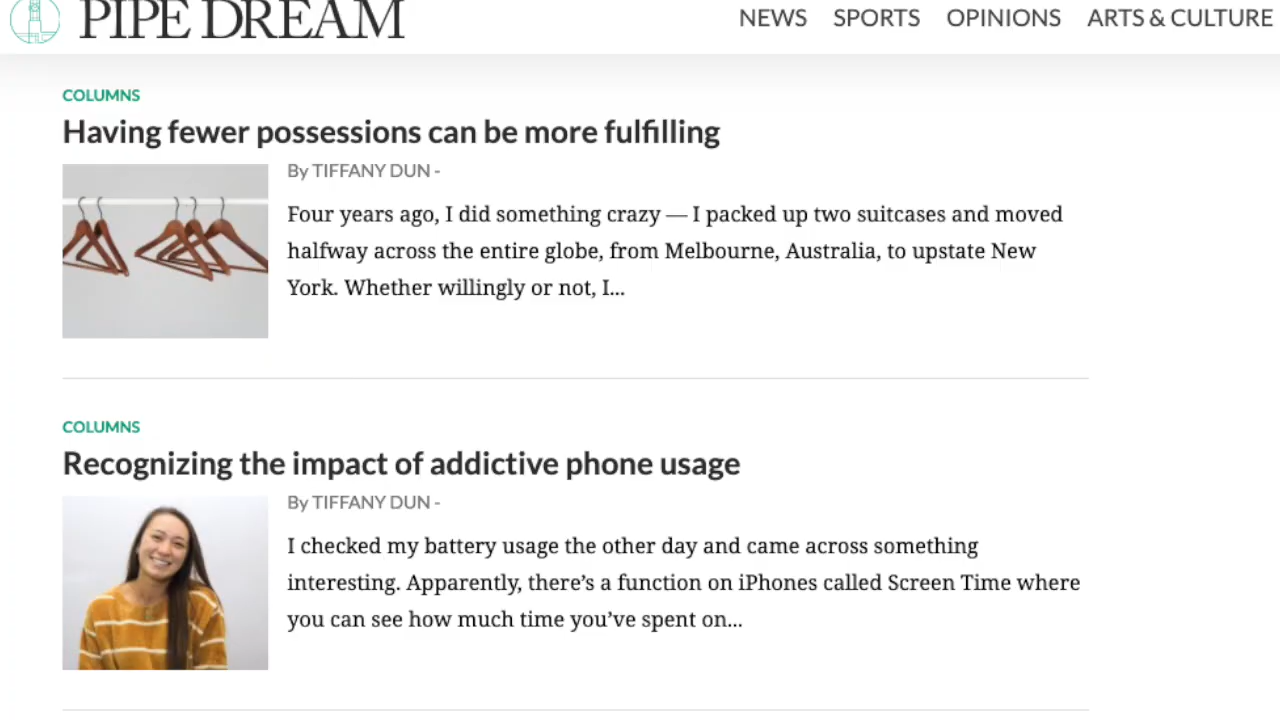 PIPE DREAM
NEWS SPORTS OPINIONS ARTS & CULTURE
COLUMNS
Having fewer possessions can be more fulfilling
By TIFFANY DUN -
Four years ago, I did something crazy — I packed up two suitcases and moved
halfway across the entire globe, from Melbourne, Australia, to upstate New
York. Whether willingly or not, I...
COLUMNS
Recognizing the impact of addictive phone usage
By TIFFANY DUN -
I checked my battery usage the other day and came across something
interesting. Apparently, there’s a function on iPhones called Screen Time where
you can see how much time you’ve spent on...